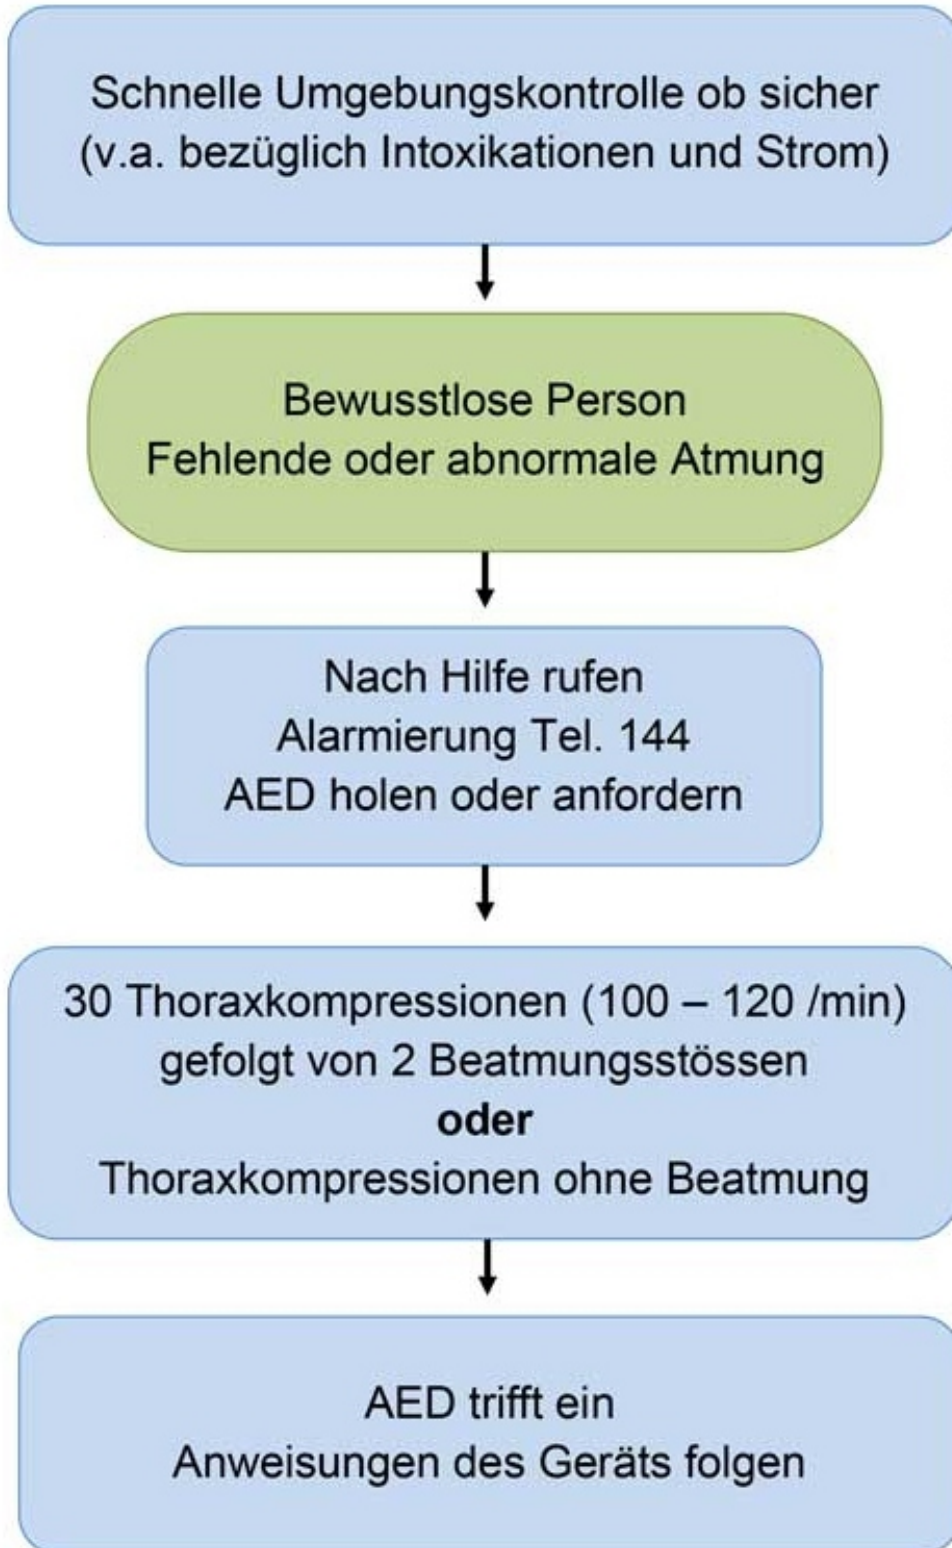 Schnelle Umgebungskontrolle ob sicher
(v.a. bezüglich Intoxikationen und Strom)
Bewusstlose Person
Fehlende oder abnormale Atmung
Nach Hilfe rufen
Alarmierung Tel. 144
AED holen oder anfordern
30 Thoraxkompressionen (100 – 120 /min)
gefolgt von 2 Beatmungsstössen
oder
Thoraxkompressionen ohne Beatmung
AED trifft ein
Anweisungen des Geräts folgen